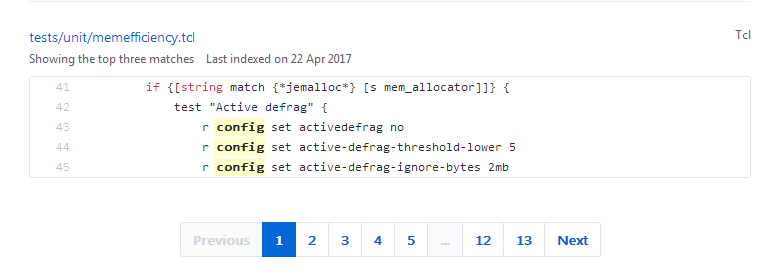 tests/unit/memefficiency.tcl
Tcl
Showing the top three matches Last indexed on 22 Apr 2017
41 if {[string match {*jemalloc*} [s mem_allocator]]} {
42 test "Active defrag" {
43 r config set activedefrag no
44 r config set active-defrag-threshold-lower 5
45 r config set active-defrag-ignore-bytes 2mb
Previous 1 2 3 4 5 ... 12 13 Next